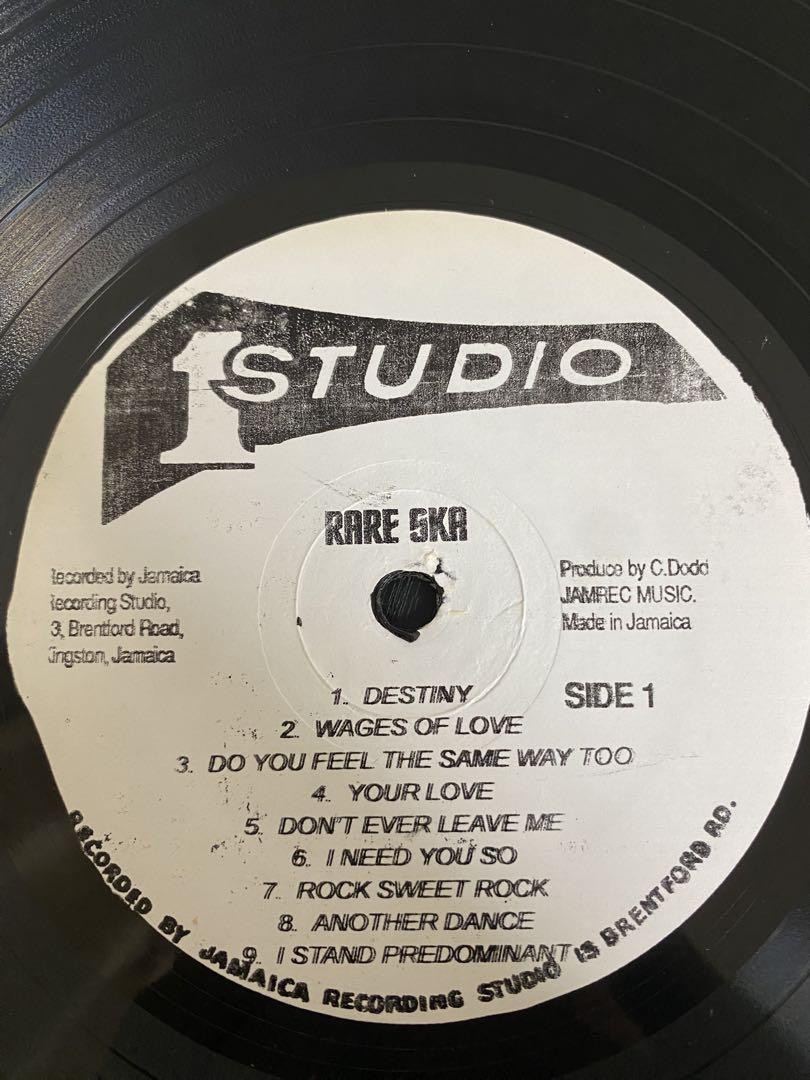 1 STUDIO
RARE SKA
ecorded by Jamaica
ecording Studio,
3, Brentford Road,
ingston, Jamaica
Produce by C.Dodd
JAMREC MUSIC.
Made in Jamaica
SIDE 1
1. DESTINY
2. WAGES OF LOVE
3. DO YOU FEEL THE SAME WAY TOO
4. YOUR LOVE
5. DON'T EVER LEAVE ME
6. I NEED YOU SO
7. ROCK SWEET ROCK
8. ANOTHER DANCE
9. I STAND PREDOMINANT
RECORDED BY JAMAICA RECORDING STUDIO 13 BRENTFORD RD.